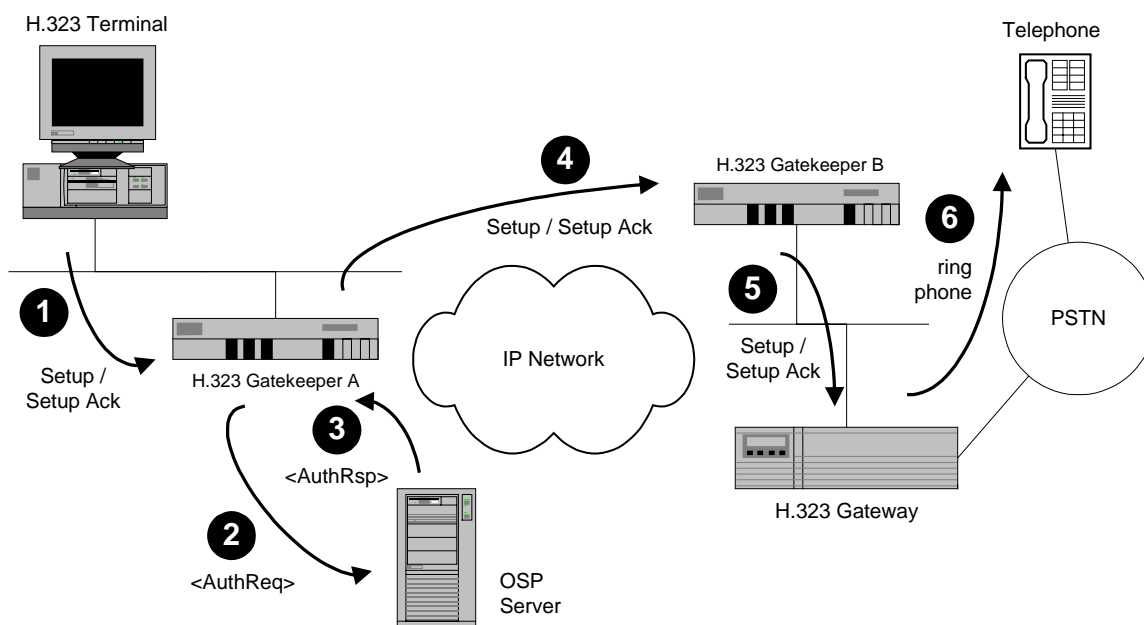 H.323 Terminal
Telephone
4
H.323 Gatekeeper B
Setup / Setup Ack
6
ring
phone
1
5
PSTN
Setup /
Setup Ack
H.323 Gatekeeper A
IP Network
Setup /
Setup Ack
3
<AuthRsp>
2
<AuthReq>
H.323 Gateway
OSP
Server